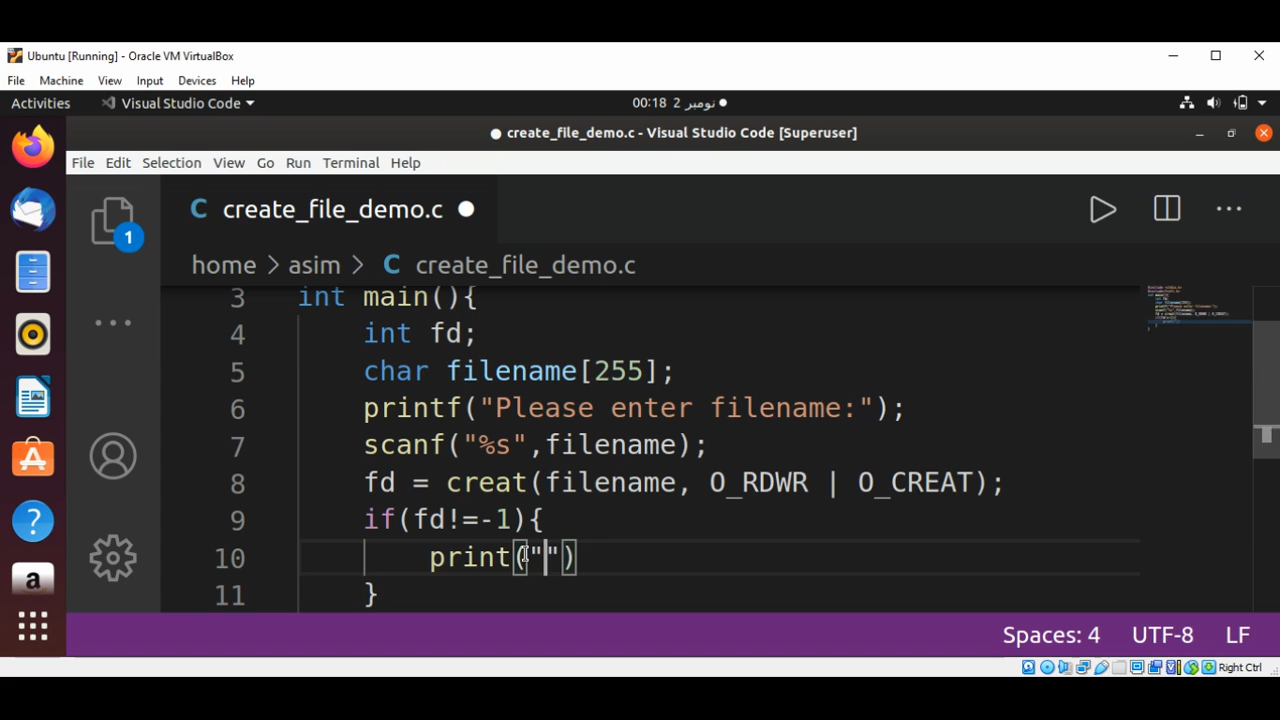 Ubuntu [Running] - Oracle VM VirtualBox
File Machine View Input Devices Help
Activities Visual Studio Code 00:18 2 نومبر
create_file_demo.c - Visual Studio Code [Superuser]
File Edit Selection View Go Run Terminal Help
C create_file_demo.c
home > asim > C create_file_demo.c
3 int main(){
4 int fd;
5 char filename[255];
6 printf("Please enter filename:");
7 scanf("%s",filename);
8 fd = creat(filename, O_RDWR | O_CREAT);
9 if(fd!=-1){
10 print("")
11 }
1
a
Spaces: 4 UTF-8 LF
Right Ctrl